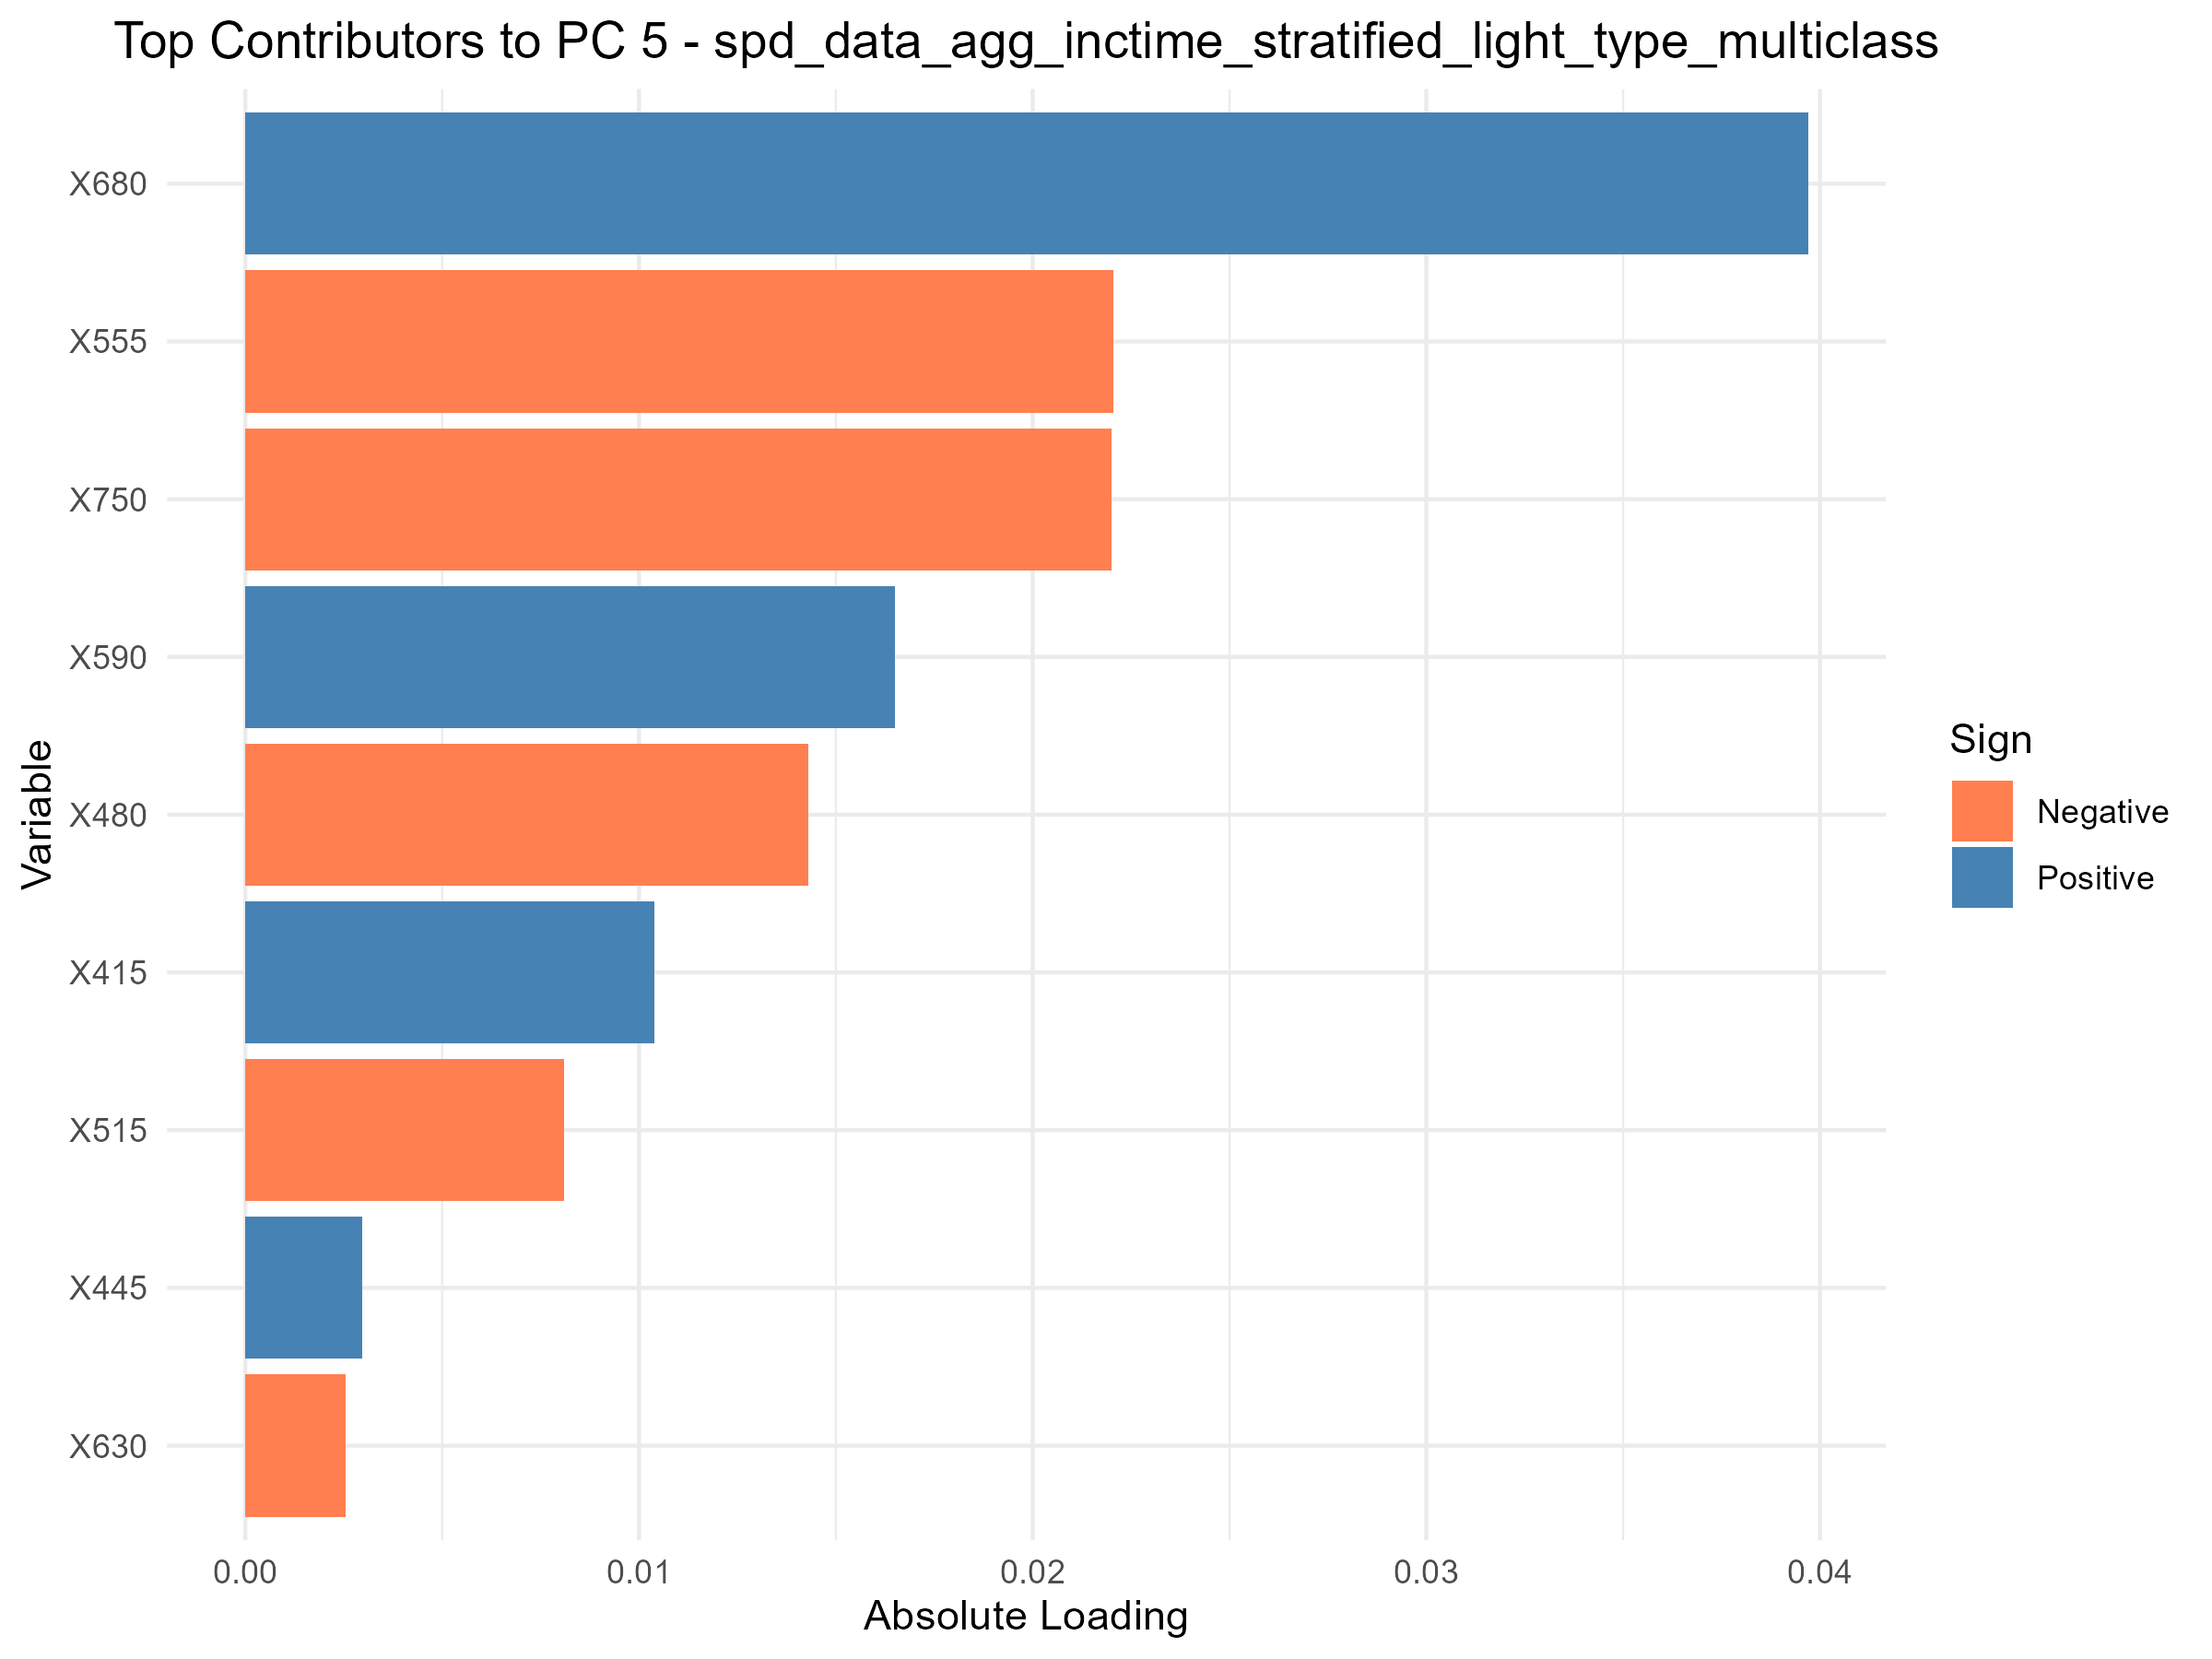 Top Contributors to PC 5 - spd_data_agg_inctime_stratified_light_type_multiclass
Variable
X680
X555
X750
X590
X480
X415
X515
X445
X630
0.00 0.01 0.02 0.03 0.04
Absolute Loading
Sign
Negative
Positive